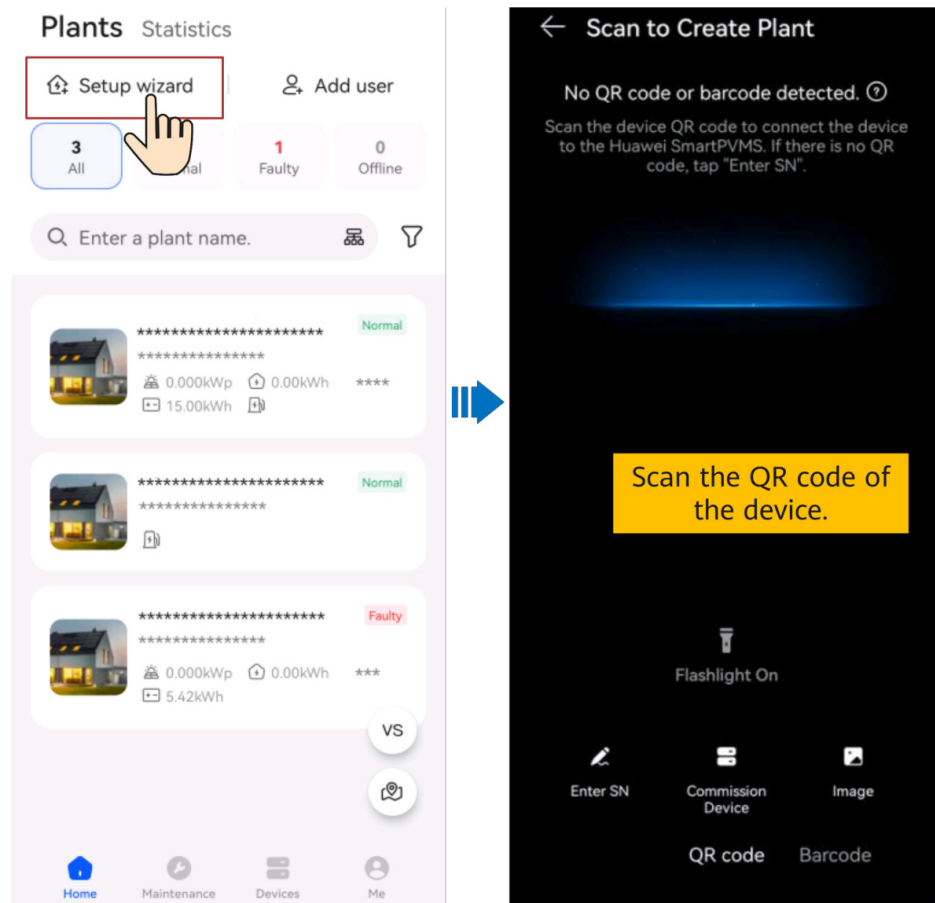 Plants Statistics
Setup wizard
Add user
3
All
1
Faulty
0
Offline
Enter a plant name.
**********************
Normal
***************
0.000kWp 0.00kWh ****
15.00kWh
**********************
Normal
***************
**********************
Faulty
***************
0.000kWp 0.00kWh ***
5.42kWh
VS
Home Maintenance Devices Me
Scan to Create Plant
No QR code or barcode detected.
Scan the device QR code to connect the device
to the Huawei SmartPVMS. If there is no QR
code, tap "Enter SN".
Scan the QR code of
the device.
Flashlight On
Enter SN
Commission
Device
Image
QR code Barcode